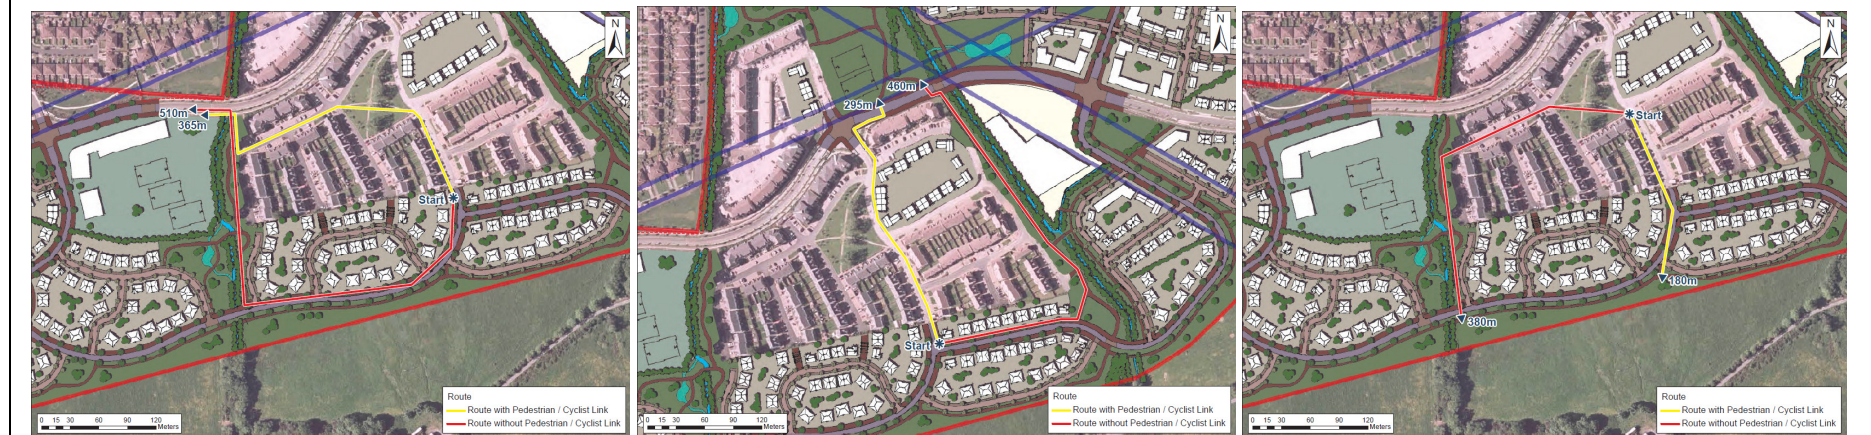 N
510m
365m
Start
Route
Route with Pedestrian / Cyclist Link
Route without Pedestrian / Cyclist Link
0 15 30 60 90 120
Meters
N
460m
295m
Start
Route
Route with Pedestrian / Cyclist Link
Route without Pedestrian / Cyclist Link
0 15 30 60 90 120
Meters
N
Start
180m
380m
Route
Route with Pedestrian / Cyclist Link
Route without Pedestrian / Cyclist Link
0 15 30 60 90 120
Meters